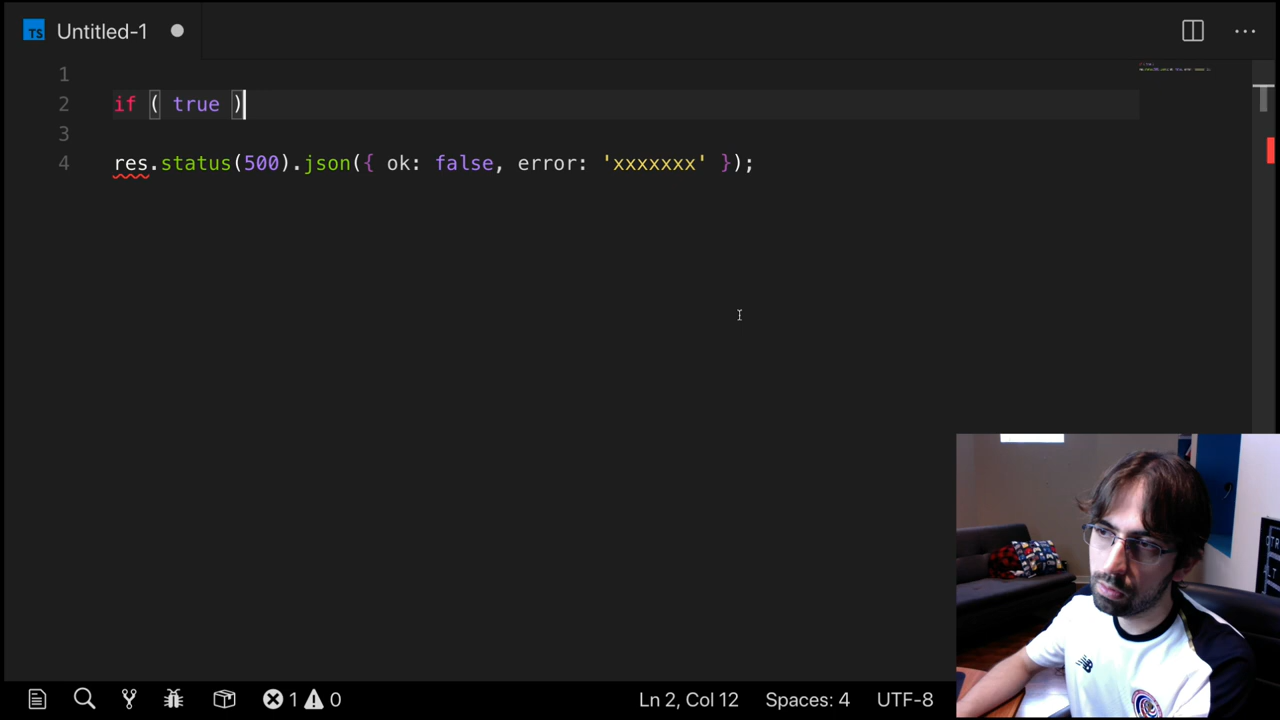 TS Untitled-1
1
2 if ( true )
3
4 res.status(500).json({ ok: false, error: 'xxxxxxx' });
1 0 Ln 2, Col 12 Spaces: 4 UTF-8